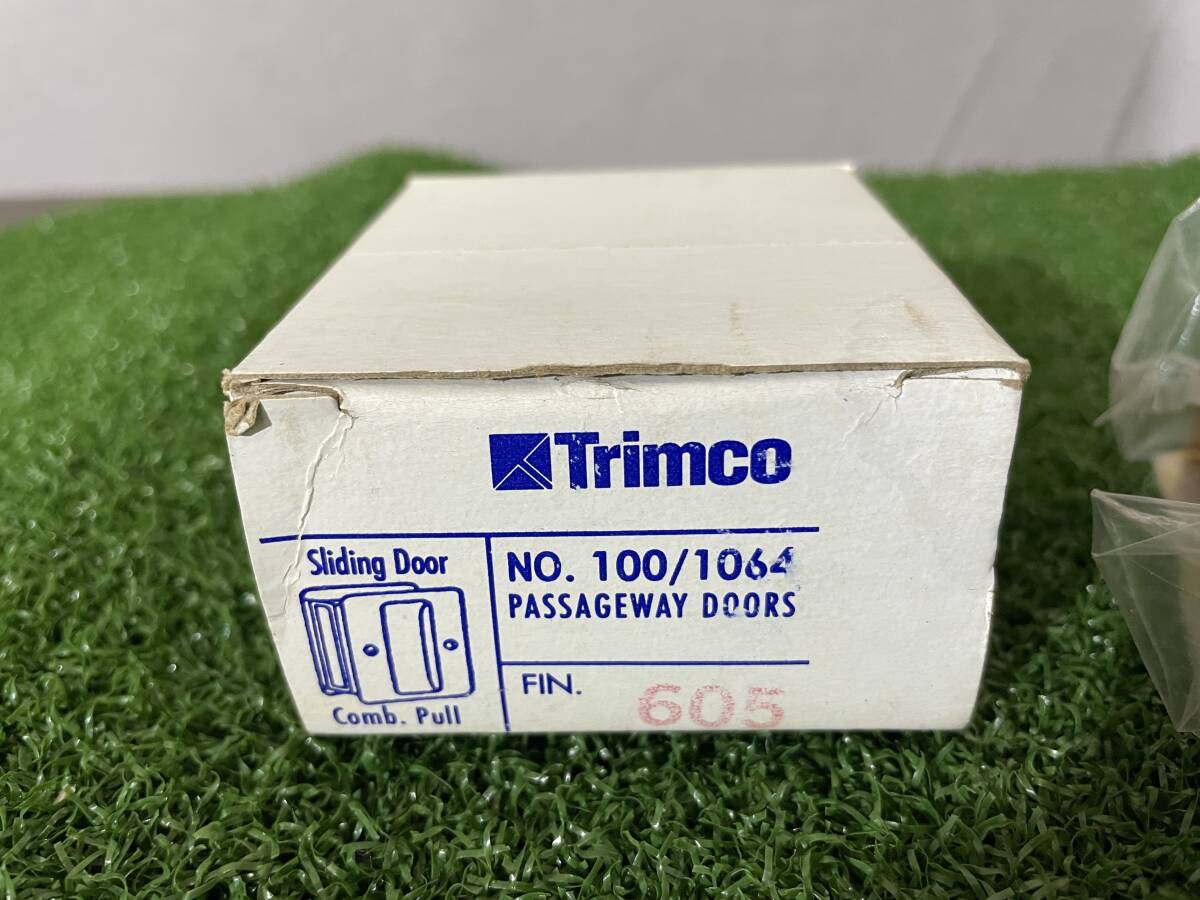 Trimco
Sliding Door
Comb. Pull
NO. 100/1064
PASSAGEWAY DOORS
FIN. 605